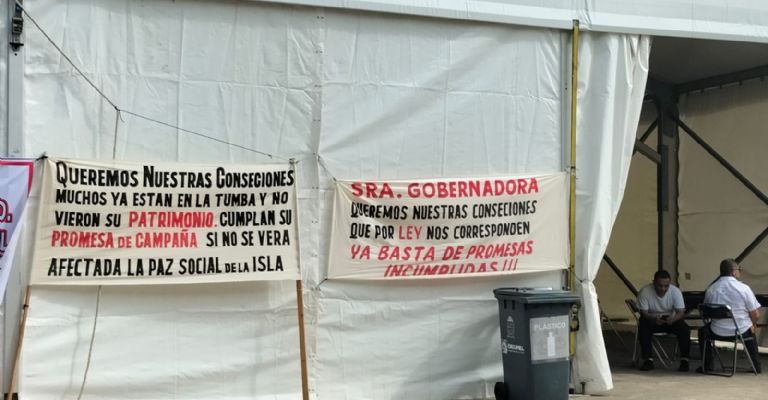 QUEREMOS NUESTRAS CONSECIONES
MUCHOS YA ESTAN EN LA TUMBA Y NO
VIERON SU PATRIMONIO. CUMPLAN SU
PROMESA DE CAMPAÑA SI NO SE VERA
AFECTADA LA PAZ SOCIAL DE LA ISLA
SRA. GOBERNADORA
QUEREMOS NUESTRAS CONSECIONES
QUE POR LEY NOS CORRESPONDEN
YA BASTA DE PROMESAS
INCUMPLIDAS!!!
PLÁSTICO